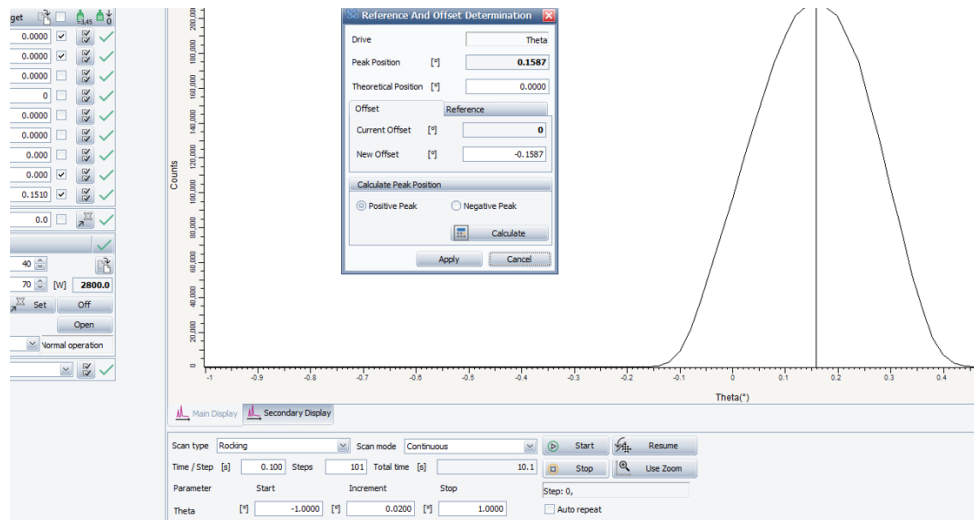 get 3,45 0
0.0000
0.0000
0.0000
0
0.0000
0.0000
0.000
0.000
0.1510
0.0
40
70 [W] 2800.0
Set Off
Open
Normal operation
Reference And Offset Determination
Drive Theta
Peak Position [°] 0.1587
Theoretical Position [°] 0.0000
Offset Reference
Current Offset [°] 0
New Offset [°] -0.1587
Calculate Peak Position
Positive Peak Negative Peak
Calculate
Apply Cancel
Counts
200,000
180,000
160,000
140,000
120,000
100,000
80,000
60,000
40,000
20,000
0
-1 -0.9 -0.8 -0.7 -0.6 -0.5 -0.4 -0.3 -0.2 -0.1 0 0.1 0.2 0.3 0.4
Theta(°)
Main Display Secondary Display
Scan type Rocking Scan mode Continuous Start Resume
Time / Step [s] 0.100 Steps 101 Total time [s] 10.1 Stop Use Zoom
Parameter Start Increment Stop Step: 0,
Theta [°] -1.0000 [°] 0.0200 [°] 1.0000 Auto repeat